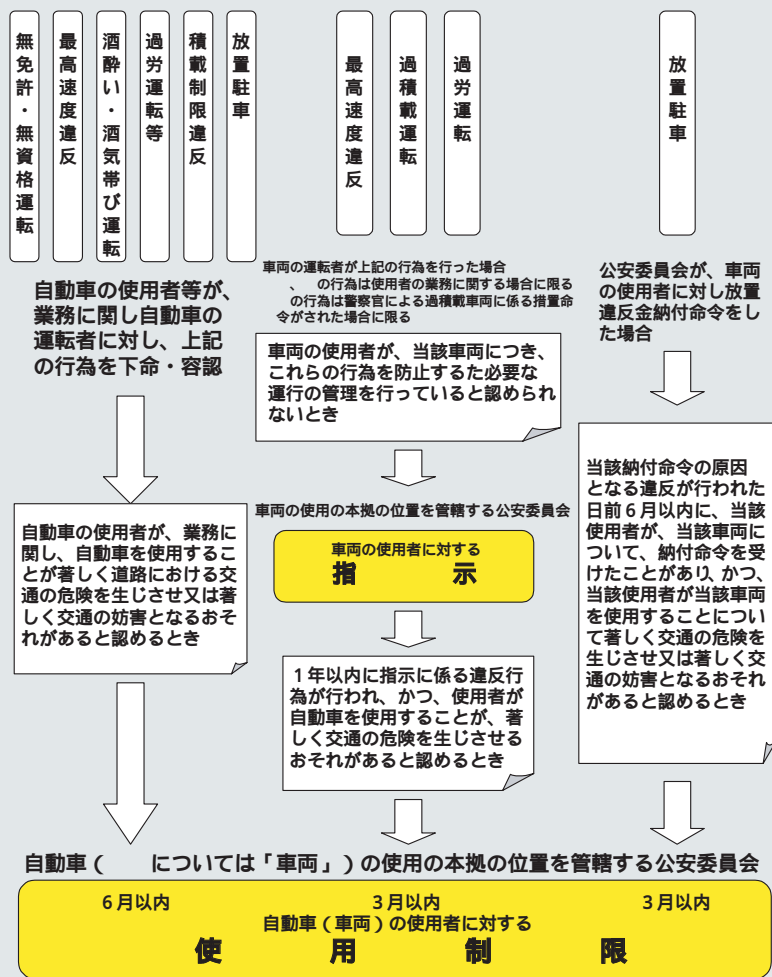 無免許・無資格運転
最高速度違反
酒酔い・酒気帯び運転
過労運転等
積載制限違反
放置駐車
最高速度違反
過積載運転
過労運転
放置駐車
自動車の使用者等が、
業務に関し自動車の
運転者に対し、上記
の行為を下命・容認
自動車の使用者が、業務に
関し、自動車を使用するこ
とが著しく道路における交
通の危険を生じさせ又は著
しく交通の妨害となるおそ
れがあると認めるとき
車両の運転者が上記の行為を行った場合
、　の行為は使用者の業務に関する場合に限る
の行為は警察官による過積載車両に係る措置命
令がされた場合に限る
車両の使用者が、当該車両につき、
これらの行為を防止するた必要な
運行の管理を行っていると認められ
ないとき
車両の使用の本拠の位置を管轄する公安委員会
車両の使用者に対する
指　示
1年以内に指示に係る違反行
為が行われ、かつ、使用者が
自動車を使用することが、著
しく交通の危険を生じさせる
おそれがあると認めるとき
公安委員会が、車両
の使用者に対し放置
違反金納付命令をし
た場合
当該納付命令の原因
となる違反が行われた
日前6月以内に、当該
使用者が、当該車両に
ついて、納付命令を受
けたことがあり、かつ、
当該使用者が当該車両
を使用することについ
て著しく交通の危険を
生じさせ又は著しく交
通の妨害となるおそれ
があると認めるとき
自動車（　　については「車両」）の使用の本拠の位置を管轄する公安委員会
6月以内　3月以内　3月以内
自動車（車両）の使用者に対する
使　用　制　限